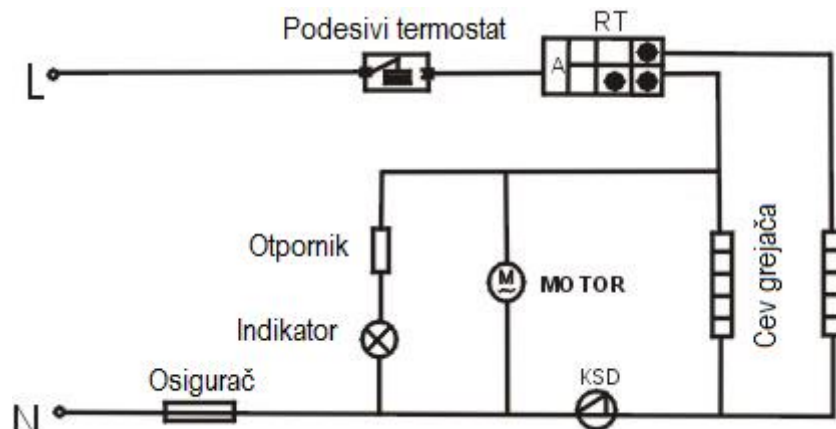 Podesivi termostat
RT
L
A
Otpornik
M
MOTOR
Cev grejača
Indikator
Osigurač
KSD
N